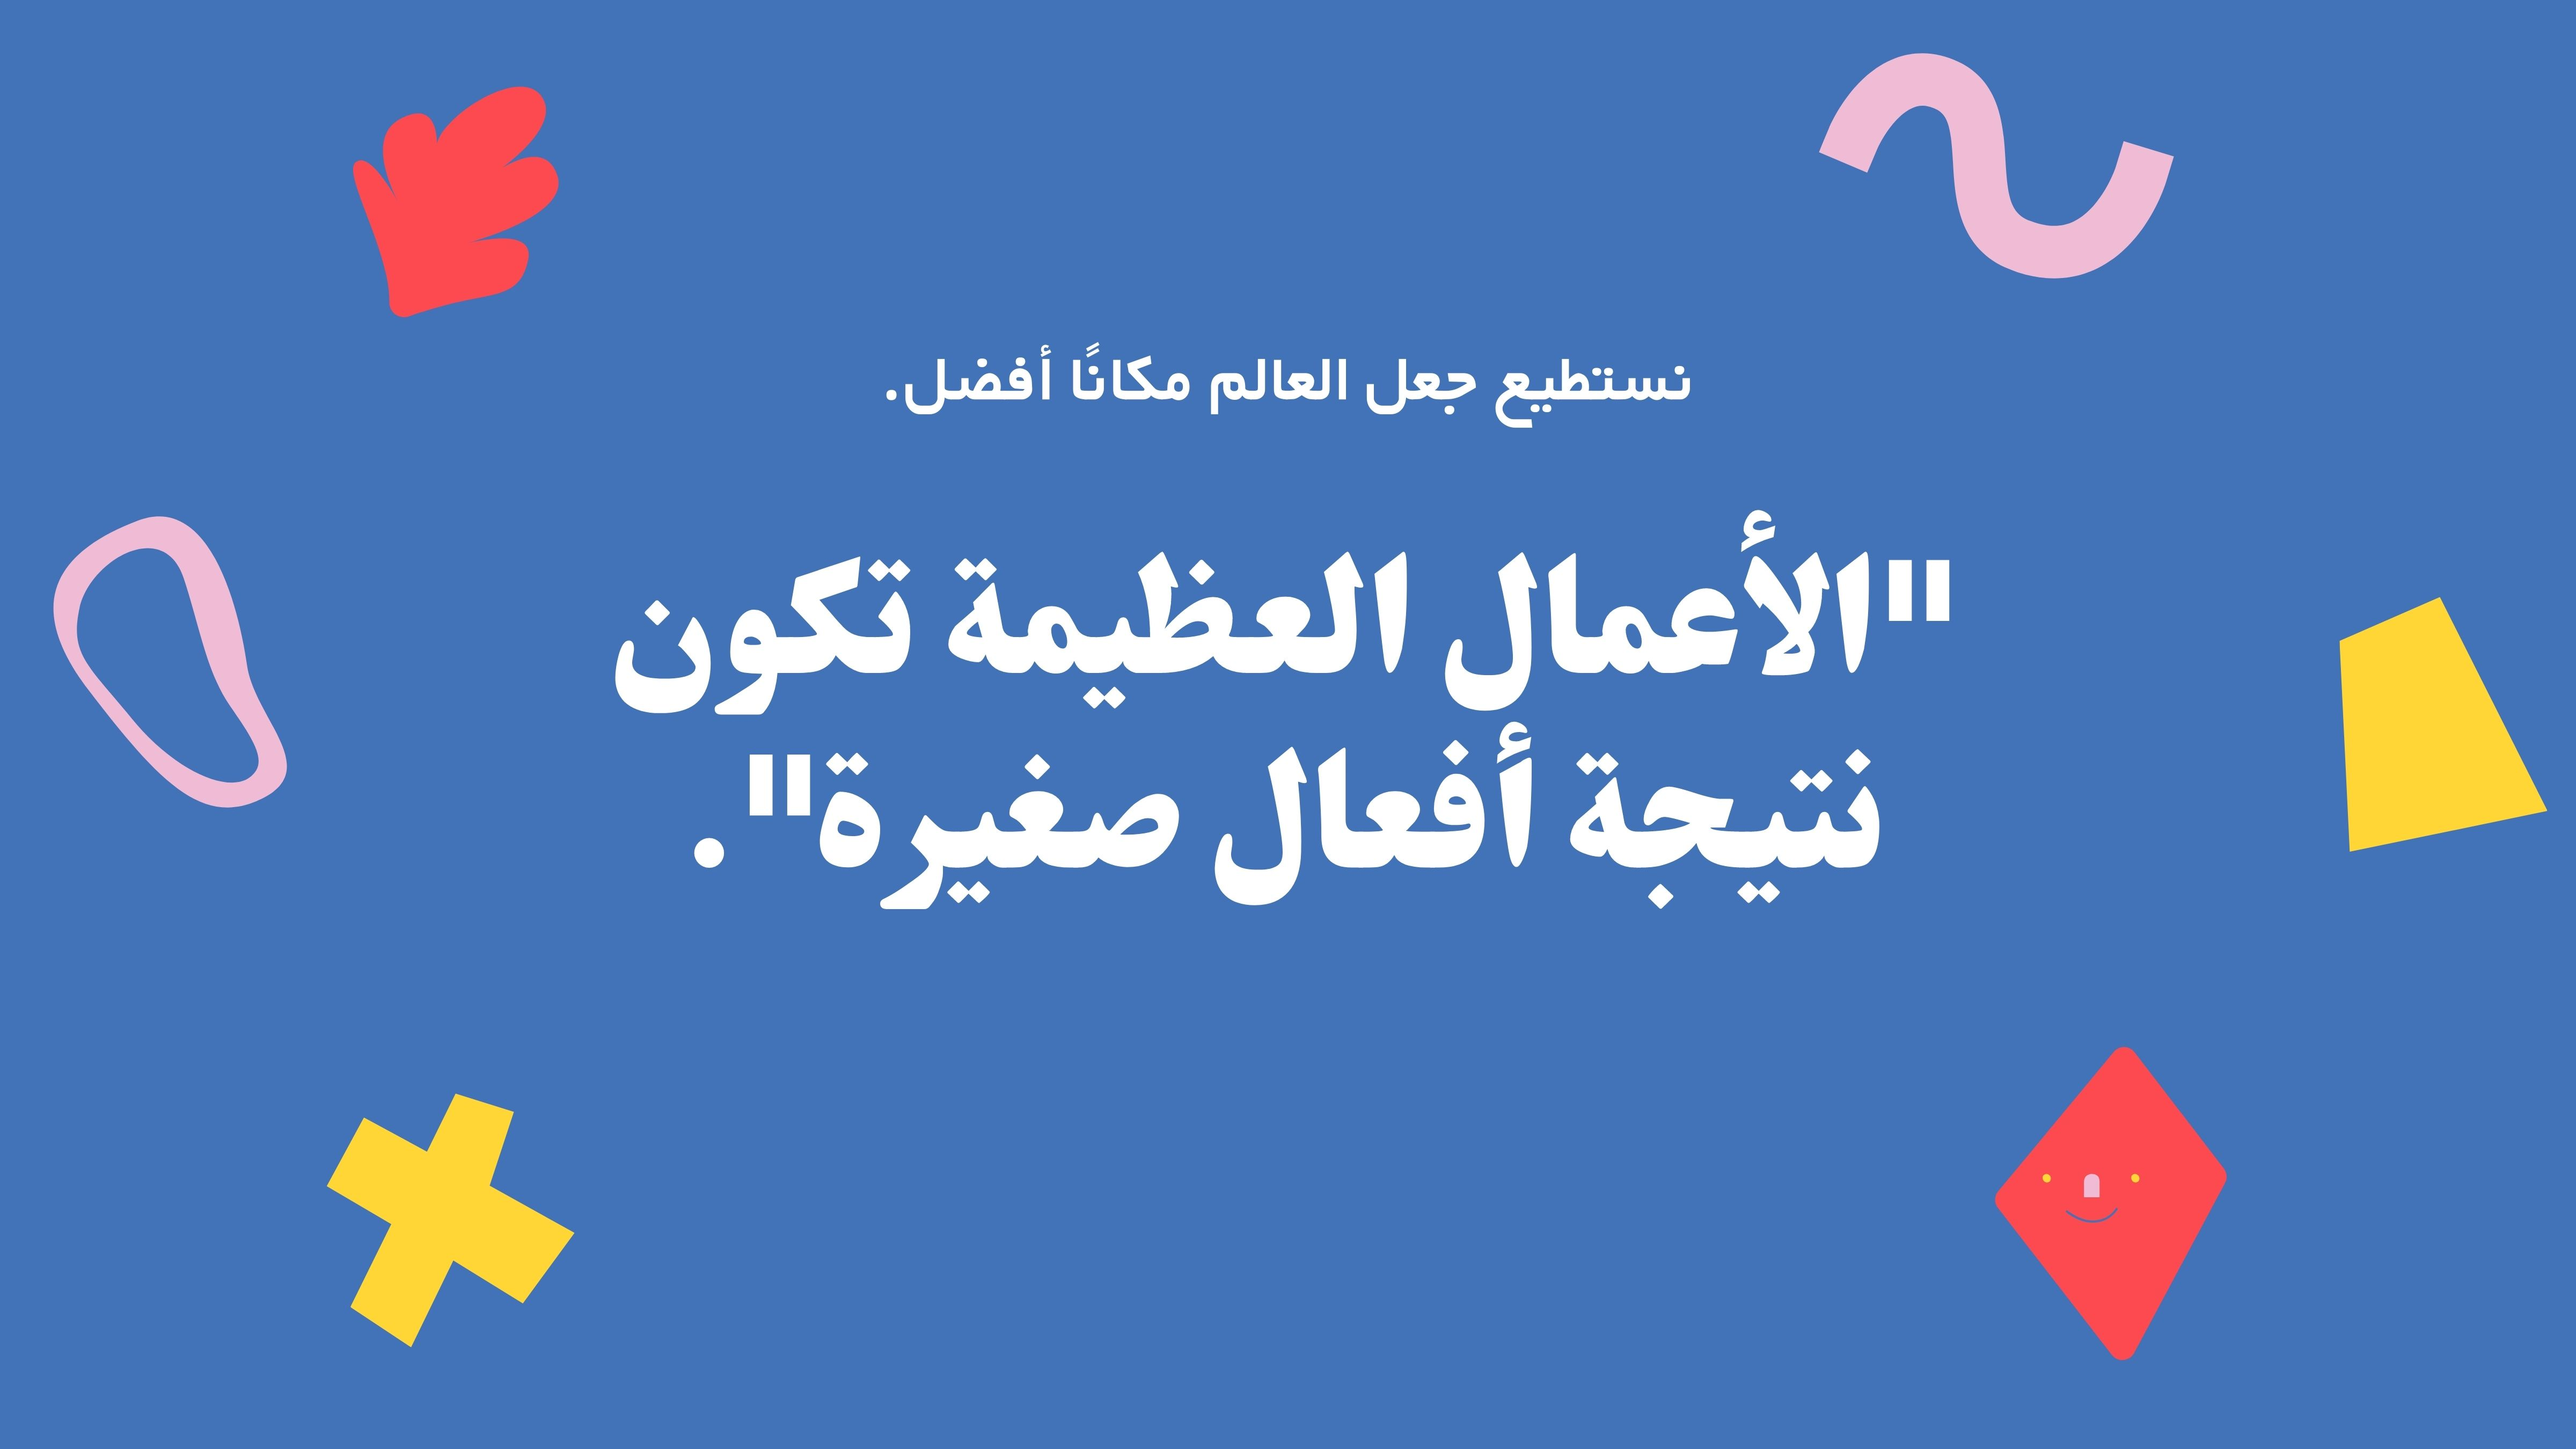 نستطيع جعل العالم مكانًا أفضل.
"الأعمال العظيمة تكون
نتيجة أفعال صغيرة".